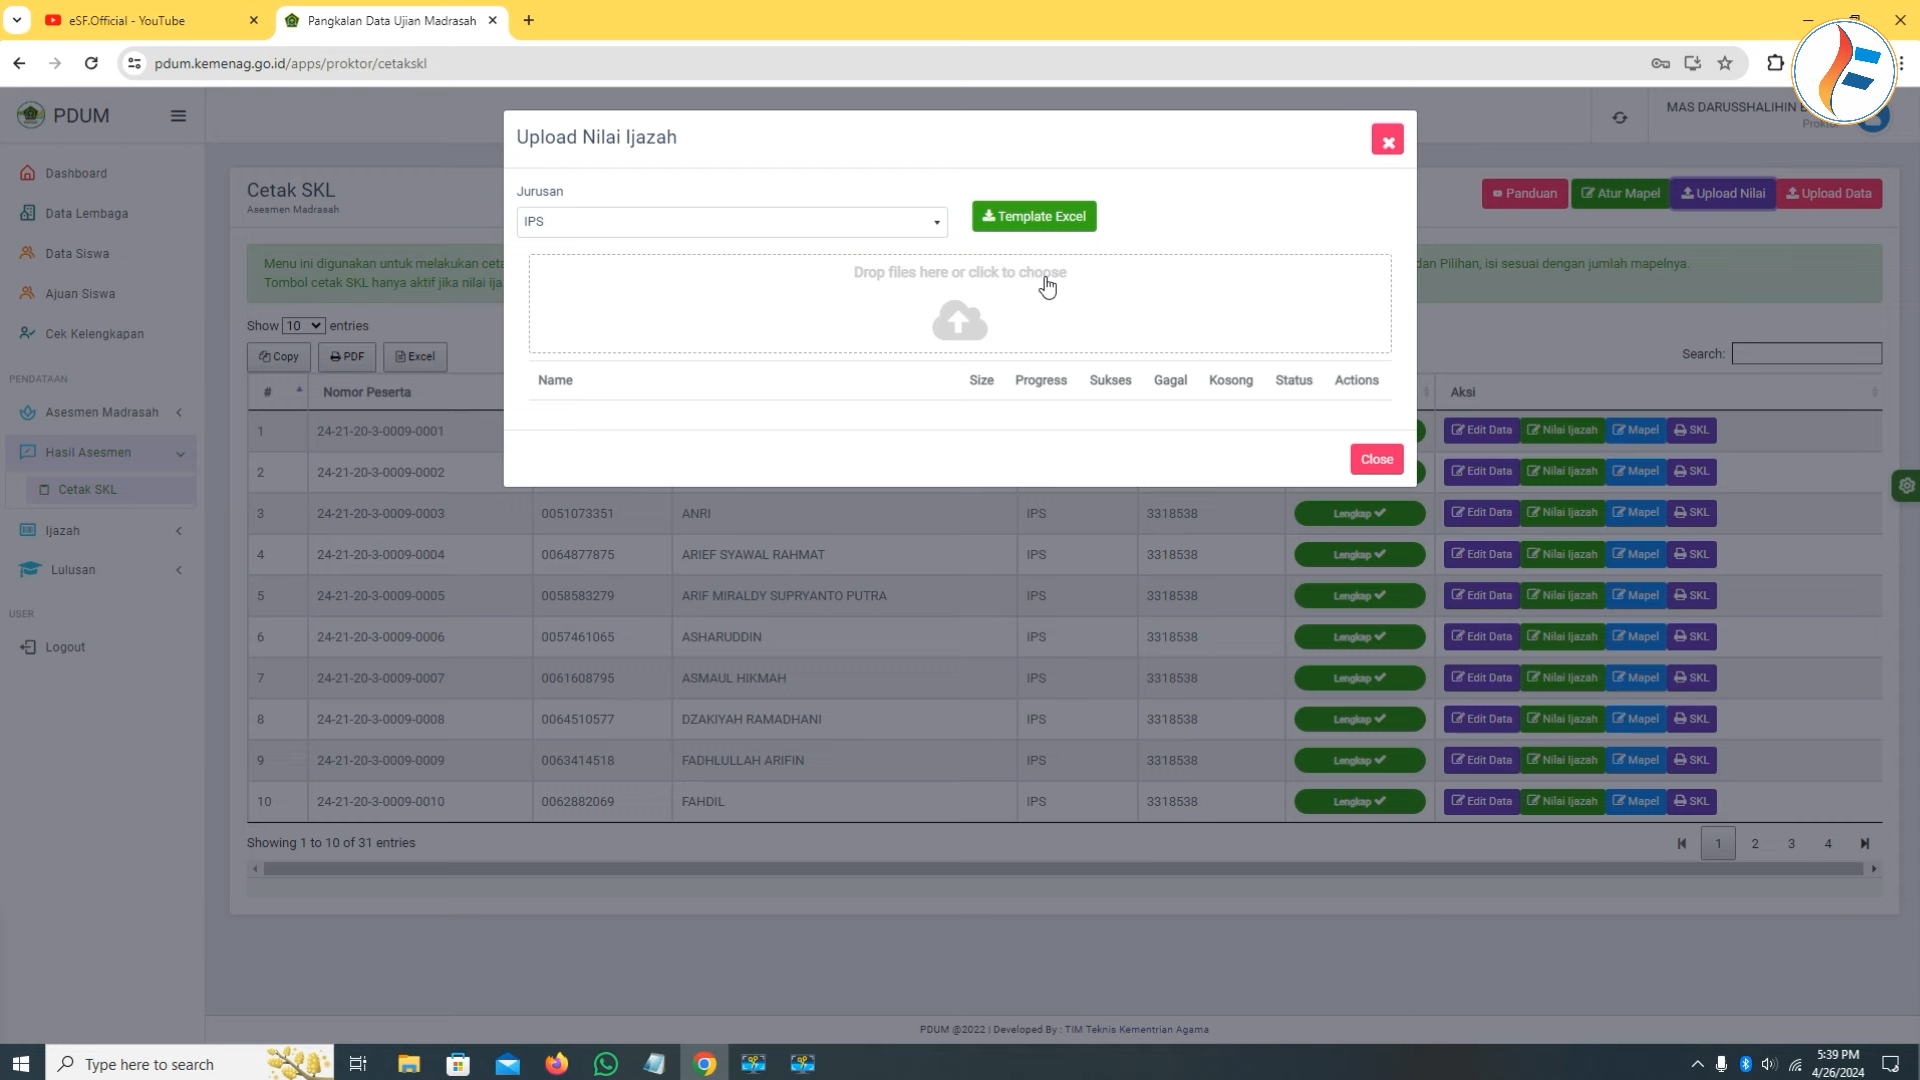 eSF.Official - YouTube
Pangkalan Data Ujian Madrasah
pdum.kemenag.go.id/apps/proktor/cetakskl
PDUM
MAS DARUSSHALIHIN
Dashboard
Data Lembaga
Data Siswa
Ajuan Siswa
Cek Kelengkapan
PENDATAAN
Asesmen Madrasah
Hasil Asesmen
Cetak SKL
Ijazah
Lulusan
USER
Logout
Upload Nilai Ijazah
Jurusan
IPS
Template Excel
Drop files here or click to choose
Name Size Progress Sukses Gagal Kosong Status Actions
Close
Cetak SKL
Asesmen Madrasah
Panduan Atur Mapel Upload Nilai Upload Data
Menu ini digunakan untuk melakukan ceta dan Pilihan, isi sesuai dengan jumlah mapelnya.
Tombol cetak SKL hanya aktif jika nilai ija
Show 10 entries
Copy PDF Excel
Search:
# Nomor Peserta Aksi
1 24-21-20-3-0009-0001 Edit Data Nilai Ijazah Mapel SKL
2 24-21-20-3-0009-0002 Edit Data Nilai Ijazah Mapel SKL
3 24-21-20-3-0009-0003 0051073351 ANRI IPS 3318538 Lengkap Edit Data Nilai Ijazah Mapel SKL
4 24-21-20-3-0009-0004 0064877875 ARIEF SYAWAL RAHMAT IPS 3318538 Lengkap Edit Data Nilai Ijazah Mapel SKL
5 24-21-20-3-0009-0005 0058583279 ARIF MIRALDY SUPRYANTO PUTRA IPS 3318538 Lengkap Edit Data Nilai Ijazah Mapel SKL
6 24-21-20-3-0009-0006 0057461065 ASHARUDDIN IPS 3318538 Lengkap Edit Data Nilai Ijazah Mapel SKL
7 24-21-20-3-0009-0007 0061608795 ASMAUL HIKMAH IPS 3318538 Lengkap Edit Data Nilai Ijazah Mapel SKL
8 24-21-20-3-0009-0008 0064510577 DZAKIYAH RAMADHANI IPS 3318538 Lengkap Edit Data Nilai Ijazah Mapel SKL
9 24-21-20-3-0009-0009 0063414518 FADHLULLAH ARIFIN IPS 3318538 Lengkap Edit Data Nilai Ijazah Mapel SKL
10 24-21-20-3-0009-0010 0062882069 FAHDIL IPS 3318538 Lengkap Edit Data Nilai Ijazah Mapel SKL
Showing 1 to 10 of 31 entries
1 2 3 4
PDUM @2022 | Developed By : TIM Teknis Kementrian Agama
Type here to search
5:39 PM
4/26/2024